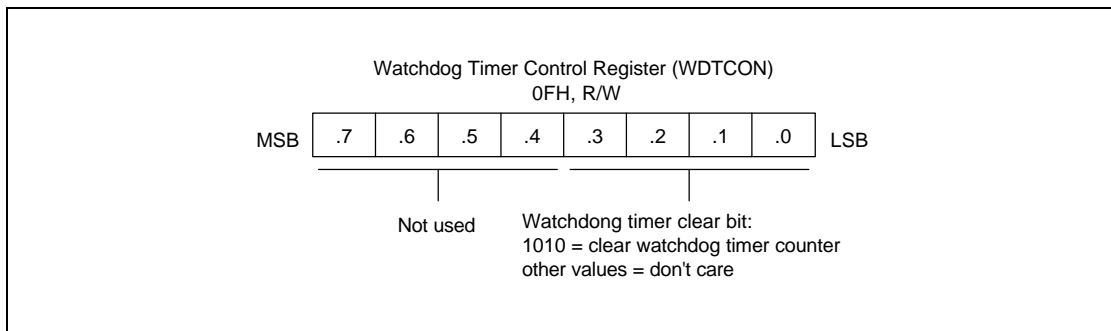 Watchdog Timer Control Register (WDTCON)
0FH, R/W
MSB .7 .6 .5 .4 .3 .2 .1 .0 LSB
Not used
Watchdong timer clear bit:
1010 = clear watchdog timer counter
other values = don't care